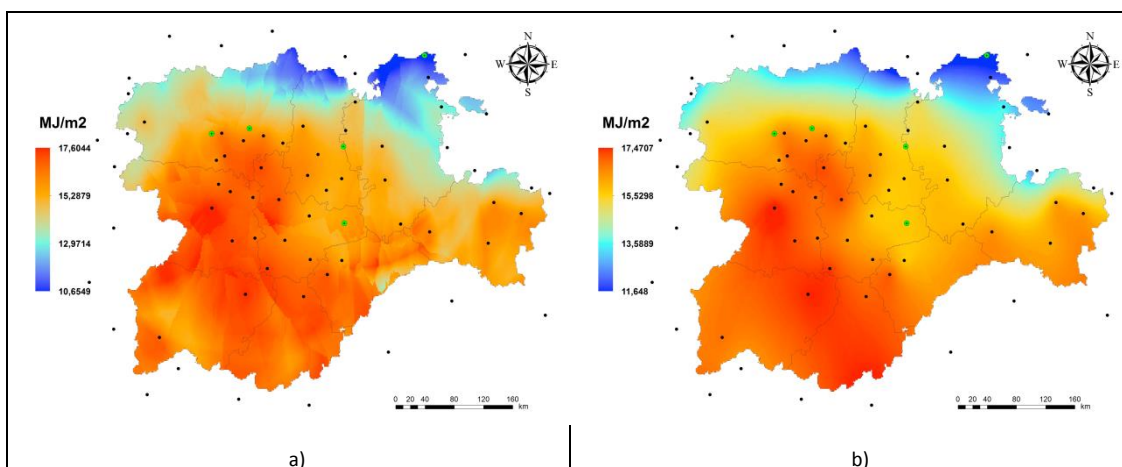 N
W E
S
MJ/m2
17,6044
15,2879
12,9714
10,6549
0 20 40 80 120 160
km
a)
N
W E
S
MJ/m2
17,4707
15,5298
13,5889
11,648
0 20 40 80 120 160
km
b)